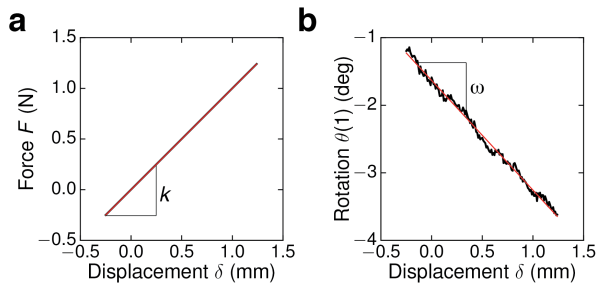 a
b
Force F (N)
1.5
1.0
0.5
0.0
−0.5
k
−0.5 0.0 0.5 1.0 1.5
Displacement δ (mm)
Rotation θ(1) (deg)
−1
−2
−3
−4
ω
−0.5 0.0 0.5 1.0 1.5
Displacement δ (mm)